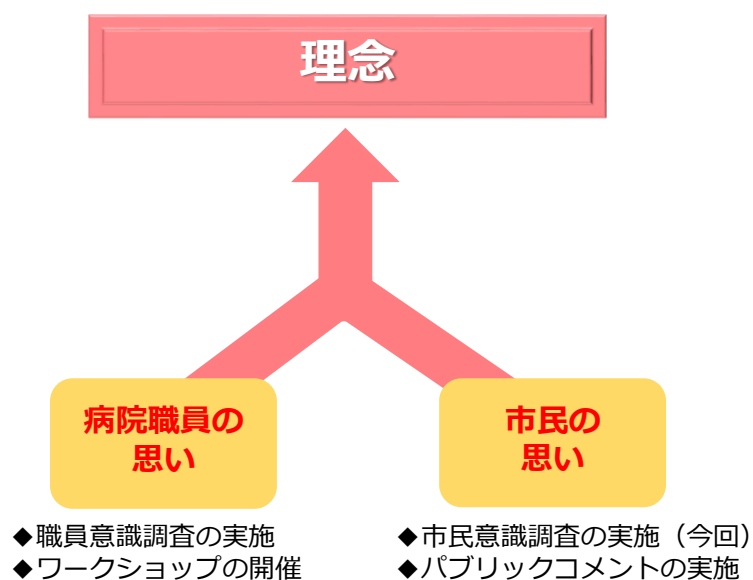 理念
病院職員の
思い
市民の
思い
◆職員意識調査の実施
◆ワークショップの開催
◆市民意識調査の実施（今回）
◆パブリックコメントの実施